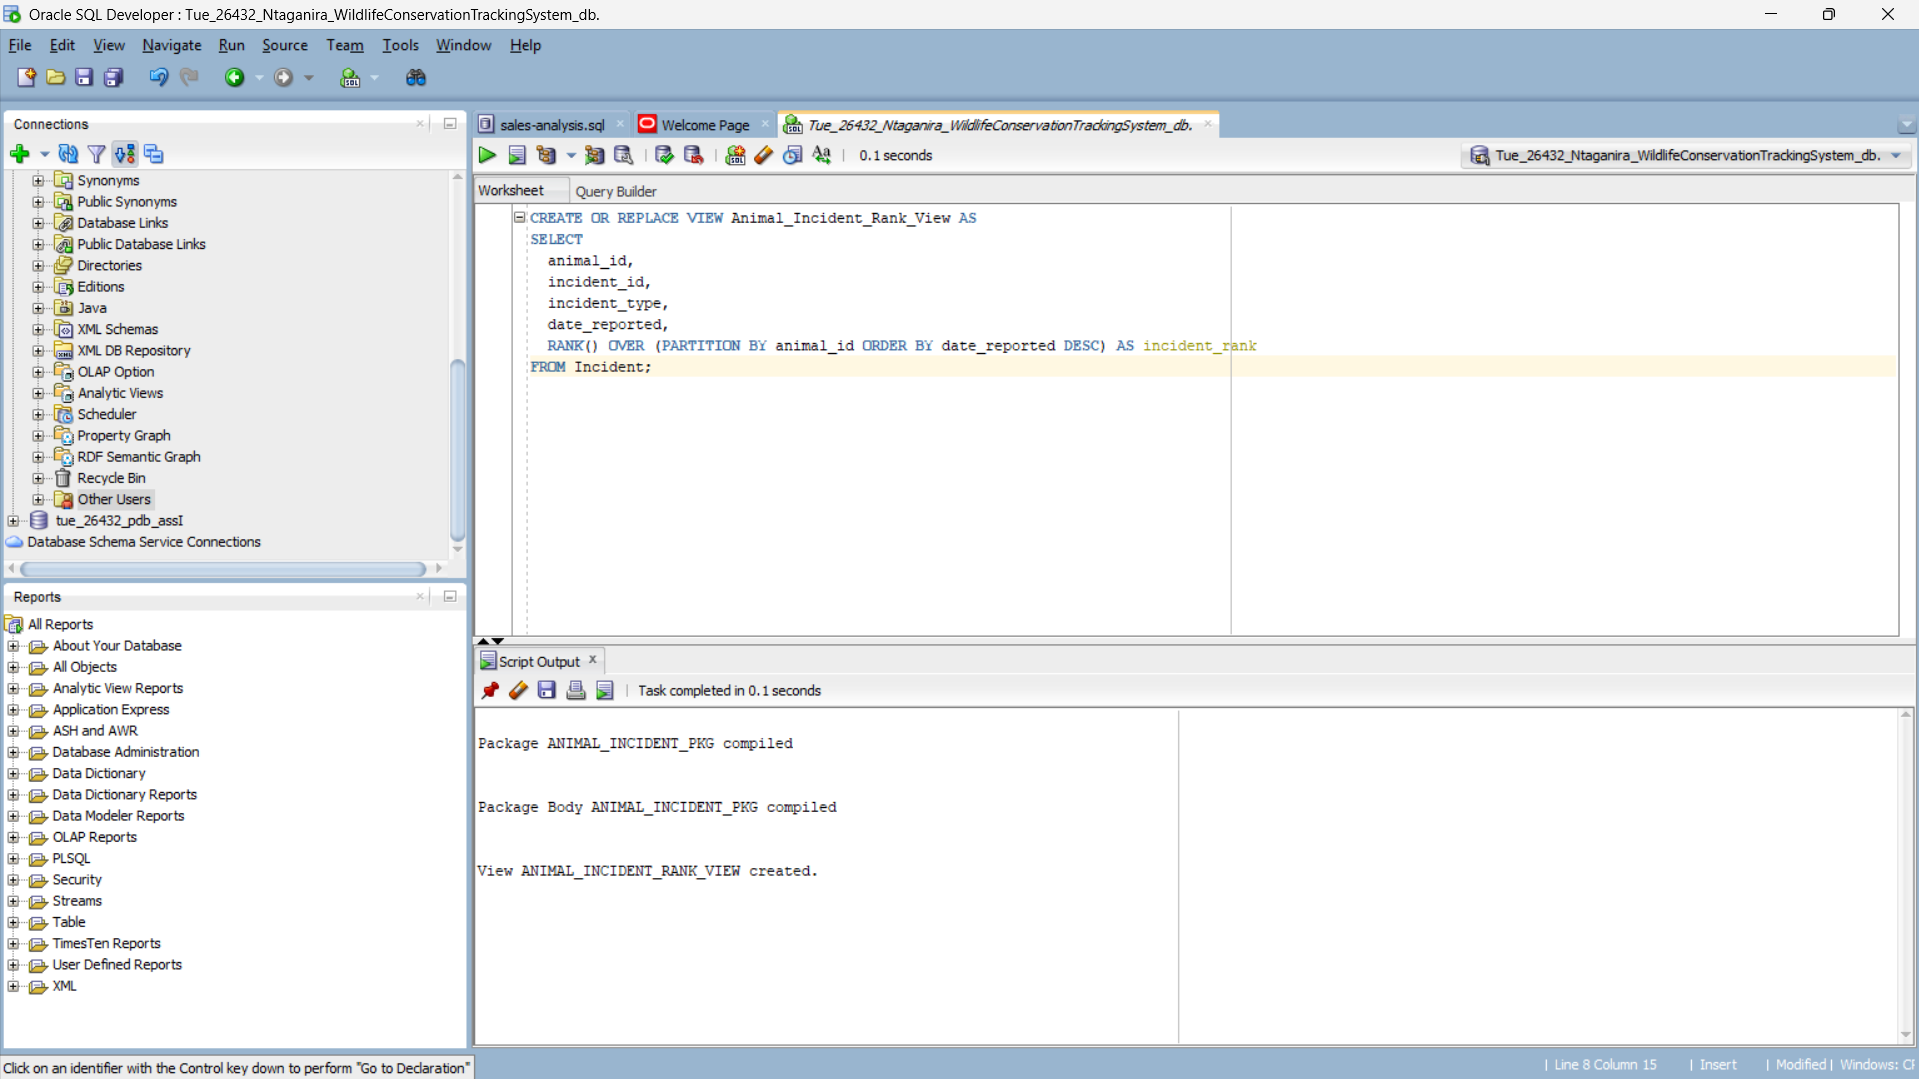 Oracle SQL Developer : Tue_26432_Ntaganira_WildlifeConservationTrackingSystem_db.
File Edit View Navigate Run Source Team Tools Window Help
Connections
Synonyms
Public Synonyms
Database Links
Public Database Links
Directories
Editions
Java
XML Schemas
XML DB Repository
OLAP Option
Analytic Views
Scheduler
Property Graph
RDF Semantic Graph
Recycle Bin
Other Users
tue_26432_pdb_assI
Database Schema Service Connections
Reports
All Reports
About Your Database
All Objects
Analytic View Reports
Application Express
ASH and AWR
Database Administration
Data Dictionary
Data Dictionary Reports
Data Modeler Reports
OLAP Reports
PLSQL
Security
Streams
Table
TimesTen Reports
User Defined Reports
XML
sales-analysis.sql Welcome Page Tue_26432_Ntaganira_WildlifeConservationTrackingSystem_db.
0.1 seconds Tue_26432_Ntaganira_WildlifeConservationTrackingSystem_db.
Worksheet Query Builder
CREATE OR REPLACE VIEW Animal_Incident_Rank_View AS
SELECT
animal_id,
incident_id,
incident_type,
date_reported,
RANK() OVER (PARTITION BY animal_id ORDER BY date_reported DESC) AS incident_rank
FROM Incident;
Script Output
Task completed in 0.1 seconds
Package ANIMAL_INCIDENT_PKG compiled
Package Body ANIMAL_INCIDENT_PKG compiled
View ANIMAL_INCIDENT_RANK_VIEW created.
Click on an identifier with the Control key down to perform "Go to Declaration"
| Line 8 Column 15 | Insert | Modified | Windows: CR